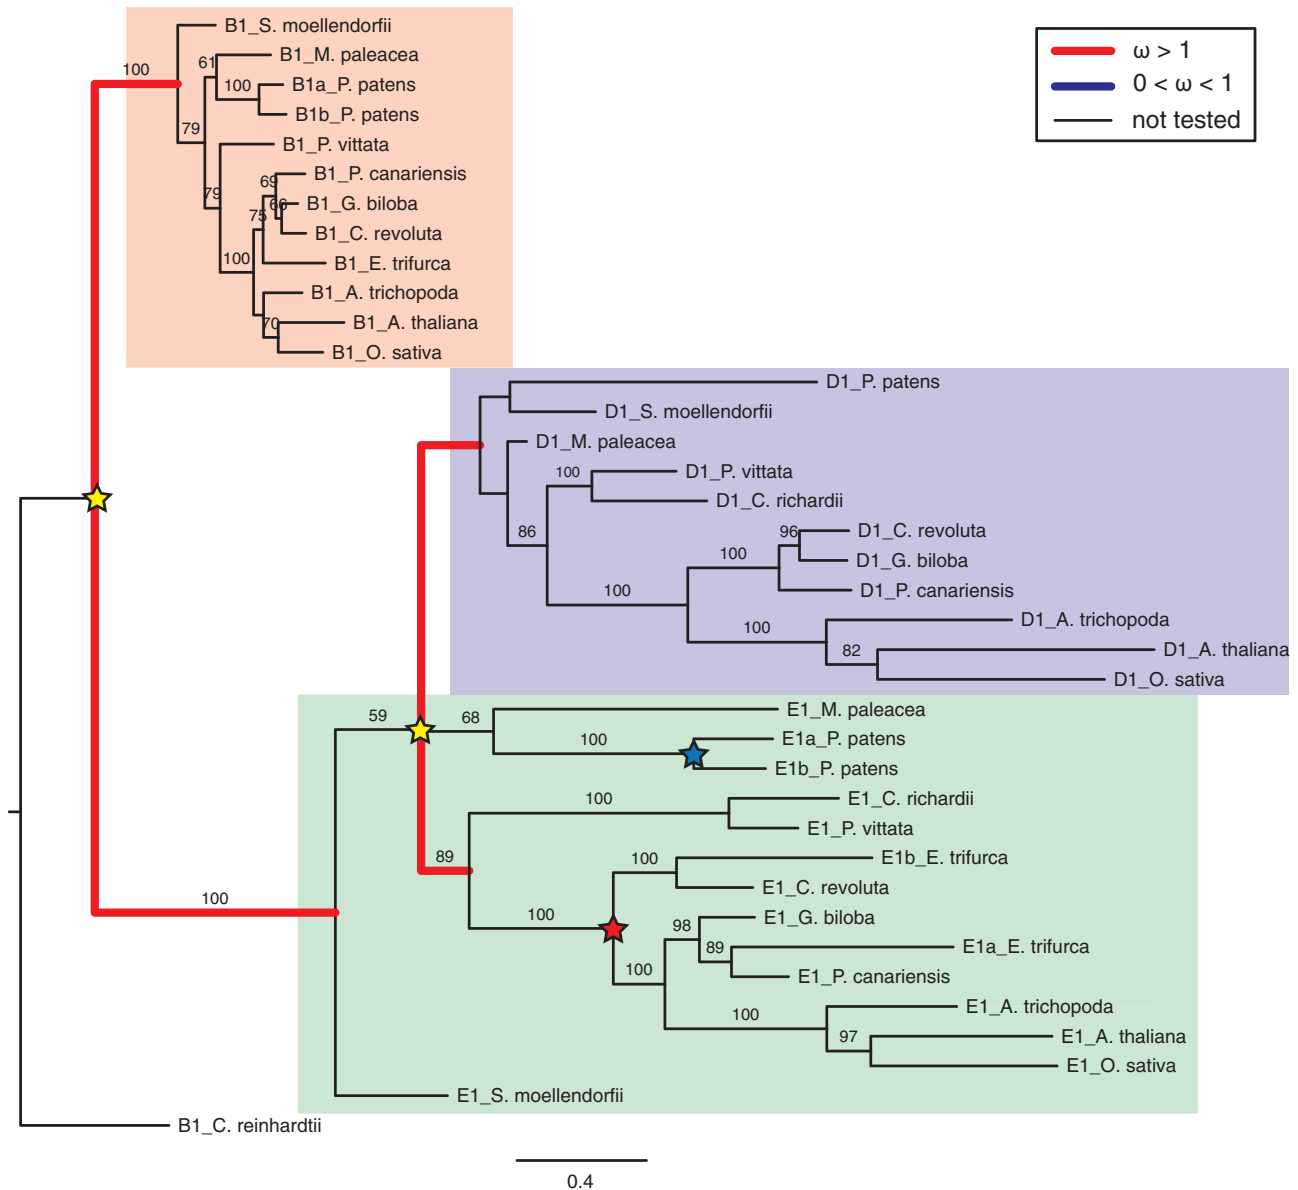 B1_S. moellendorfii
ω > 1
61
B1_M. paleacea
100
100
B1a_P. patens
0 < ω < 1
B1b_P. patens
not tested
79
B1_P. vittata
B1_P. canariensis
69
79
66
B1_G. biloba
75
B1_C. revoluta
100
B1_E. trifurca
B1_A. trichopoda
70
B1_A. thaliana
B1_O. sativa
D1_P. patens
D1_S. moellendorfii
D1_M. paleacea
100
D1_P. vittata
D1_C. richardii
86
96
D1_C. revoluta
100
D1_G. biloba
100
D1_P. canariensis
D1_A. trichopoda
100
82
D1_A. thaliana
D1_O. sativa
59
68
E1_M. paleacea
100
E1a_P. patens
E1b_P. patens
100
E1_C. richardii
E1_P. vittata
89
100
E1b_E. trifurca
E1_C. revoluta
100
100
98
E1_G. biloba
89
E1a_E. trifurca
100
E1_P. canariensis
E1_A. trichopoda
100
97
E1_A. thaliana
E1_O. sativa
E1_S. moellendorfii
B1_C. reinhardtii
0.4